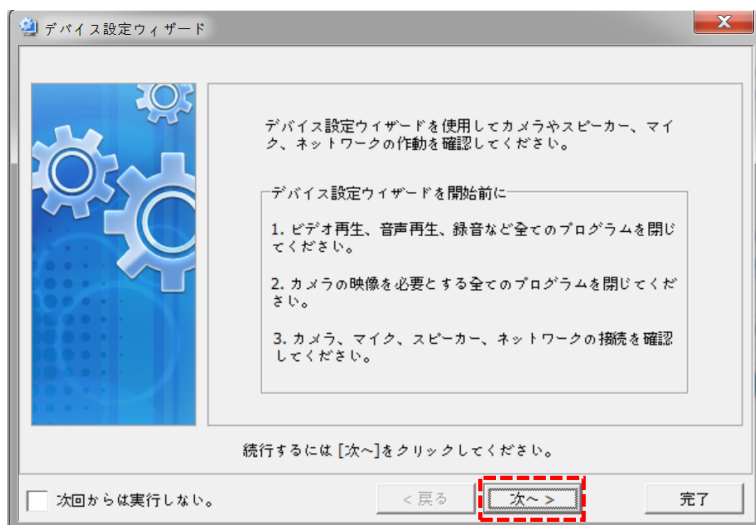 デバイス設定ウィザード
デバイス設定ウイザードを使用してカメラやスピーカー、マイ
ク、ネットワークの作動を確認してください。
デバイス設定ウイザードを開始前に
1. ビデオ再生、音声再生、録音など全てのプログラムを閉じ
てください。
2. カメラの映像を必要とする全てのプログラムを閉じてくだ
さい。
3. カメラ、マイク、スピーカー、ネットワークの接続を確認
してください。
続行するには [次へ]をクリックしてください。
次回からは実行しない。
< 戻る
次へ >
完了